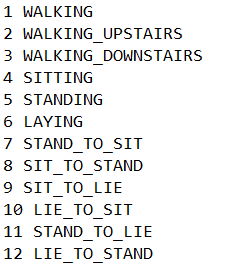 1 WALKING
2 WALKING_UPSTAIRS
3 WALKING_DOWNSTAIRS
4 SITTING
5 STANDING
6 LAYING
7 STAND_TO_SIT
8 SIT_TO_STAND
9 SIT_TO_LIE
10 LIE_TO_SIT
11 STAND_TO_LIE
12 LIE_TO_STAND